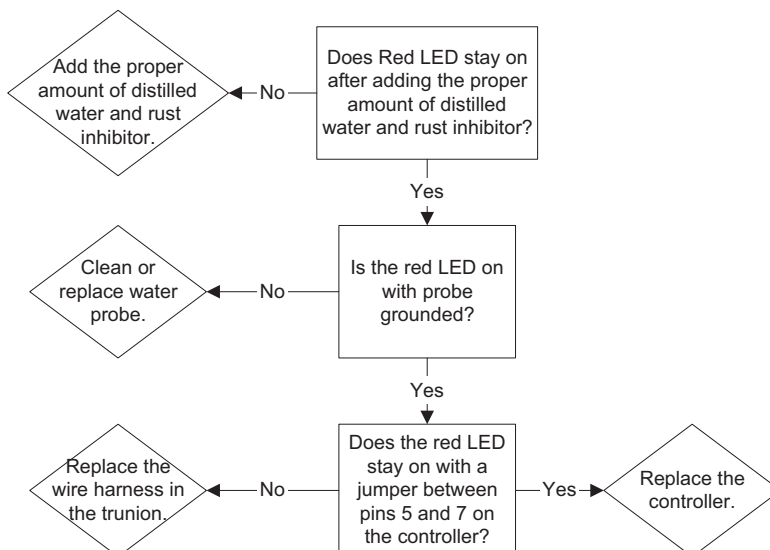 Add the proper
amount of distilled
water and rust
inhibitor.
No
Does Red LED stay on
after adding the proper
amount of distilled
water and rust inhibitor?
Yes
Clean or
replace water
probe.
No
Is the red LED on
with probe
grounded?
Yes
Replace the
wire harness in
the trunion.
No
Does the red LED
stay on with a
jumper between
pins 5 and 7 on
the controller?
Yes
Replace the
controller.